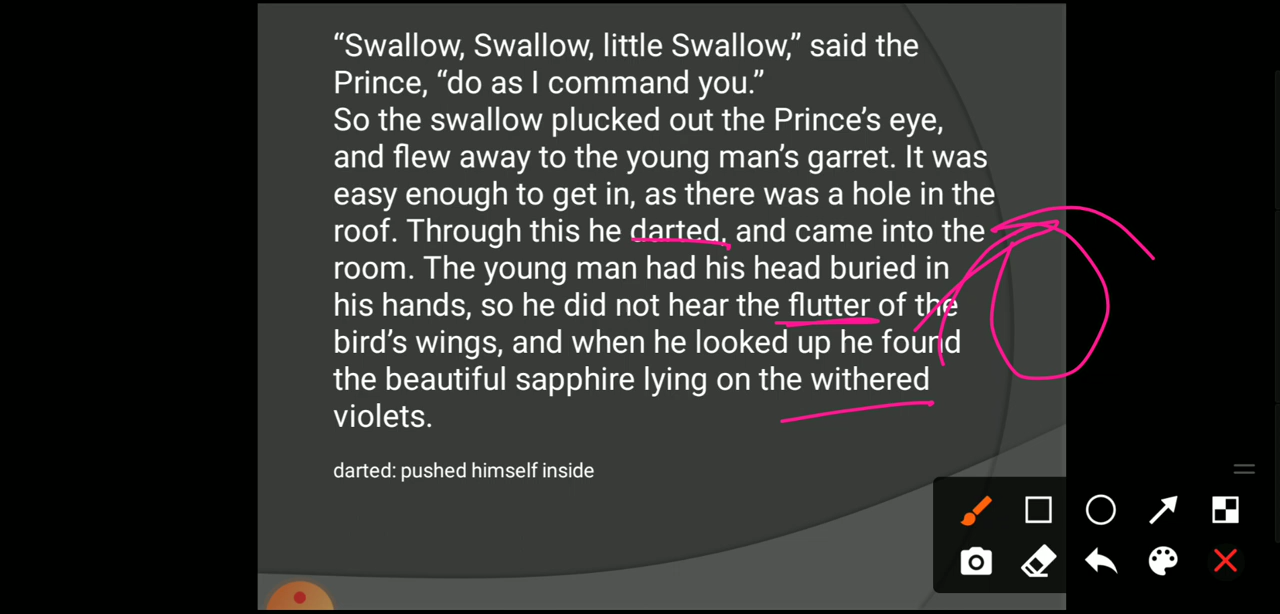 “Swallow, Swallow, little Swallow,” said the
Prince, “do as I command you.”
So the swallow plucked out the Prince’s eye,
and flew away to the young man’s garret. It was
easy enough to get in, as there was a hole in the
roof. Through this he darted, and came into the
room. The young man had his head buried in
his hands, so he did not hear the flutter of the
bird’s wings, and when he looked up he found
the beautiful sapphire lying on the withered
violets.
darted: pushed himself inside